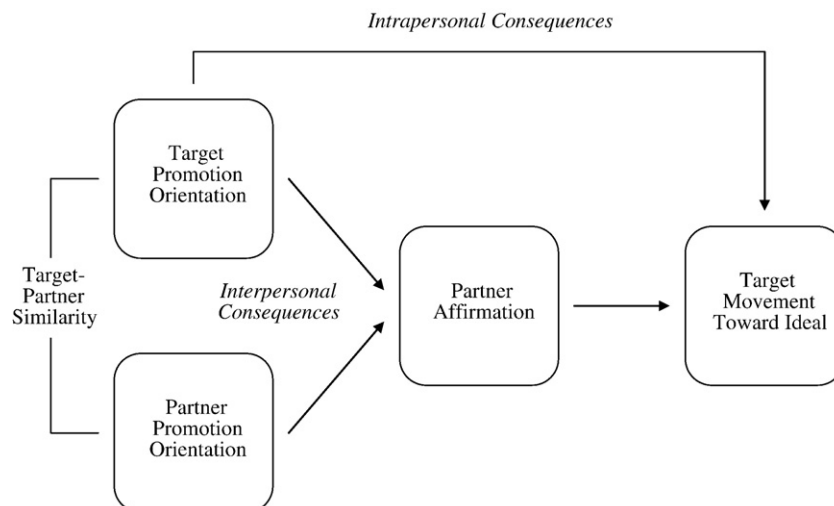 Intrapersonal Consequences
Target
Promotion
Orientation
Target-
Partner
Similarity
Interpersonal
Consequences
Partner
Affirmation
Target
Movement
Toward Ideal
Partner
Promotion
Orientation